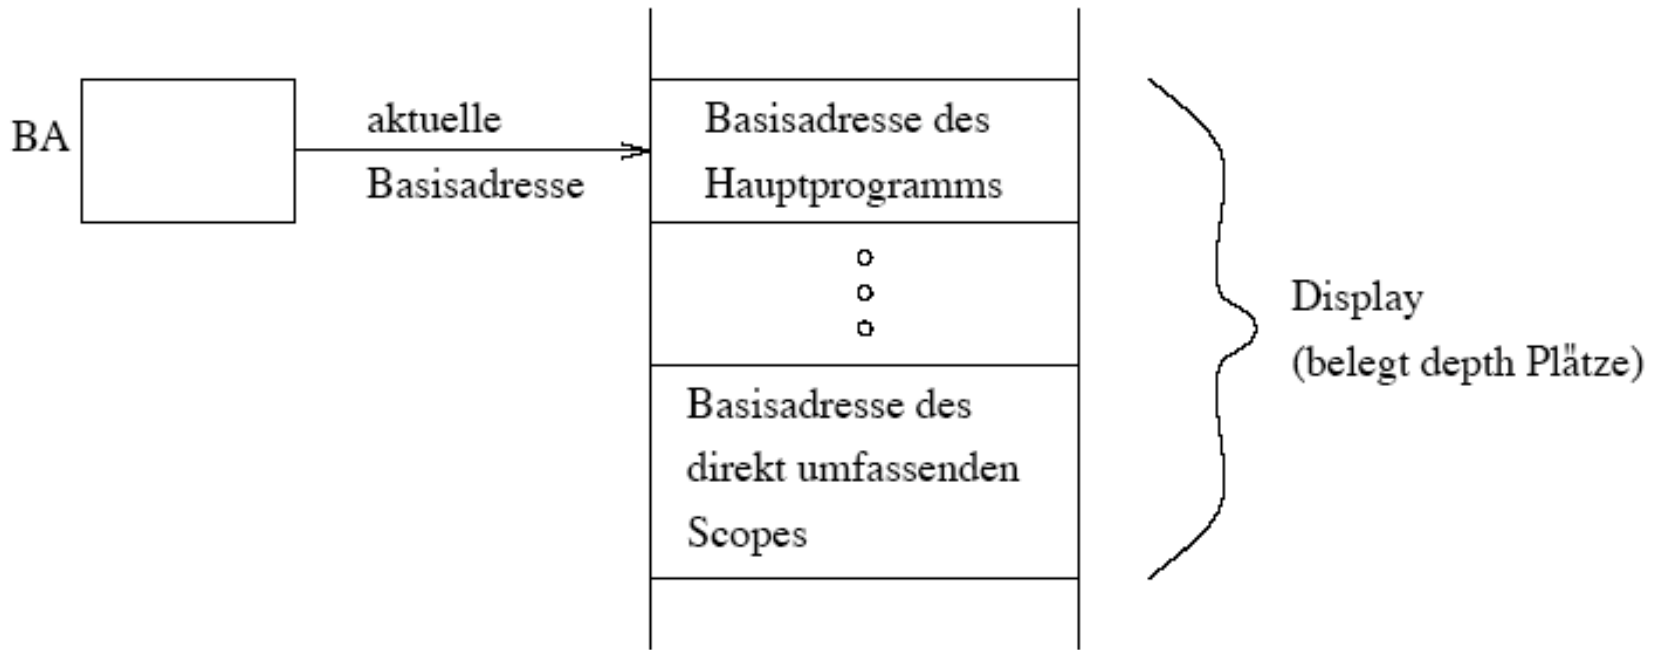 BA
aktuelle
Basisadresse
Basisadresse des
Hauptprogramms
Basisadresse des
direkt umfassenden
Scopes
Display
(belegt depth Plätze)